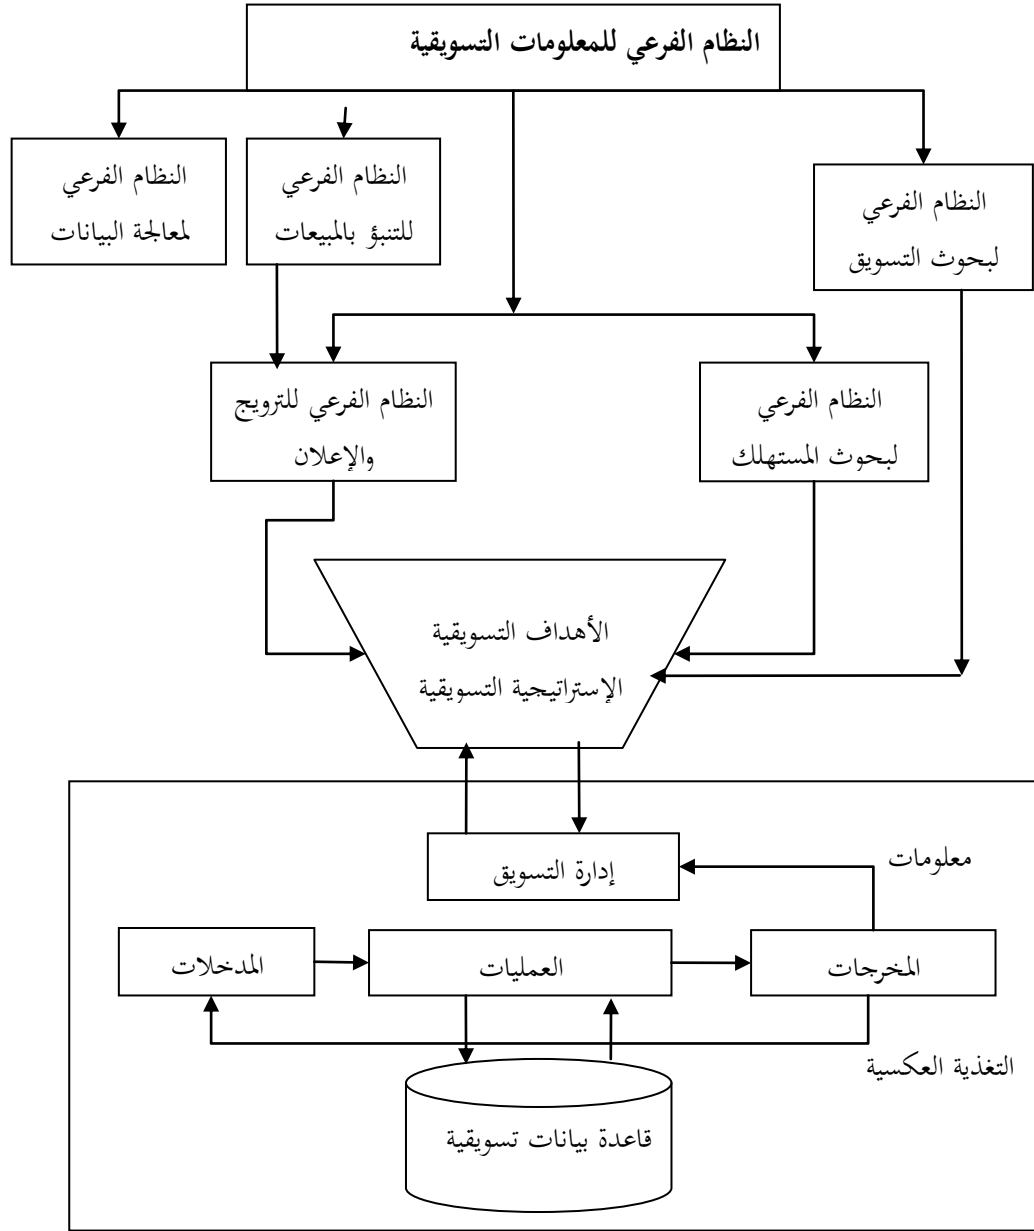 النظام الفرعي للمعلومات التسويقية
النظام الفرعي
لبحوث التسويق
النظام الفرعي
للتنبؤ بالمبيعات
النظام الفرعي
لمعالجة البيانات
النظام الفرعي
لبحوث المستهلك
النظام الفرعي للترويج
والإعلان
الأهداف التسويقية
الإستراتيجية التسويقية
إدارة التسويق
معلومات
المدخلات
العمليات
المخرجات
التغذية العكسية
قاعدة بيانات تسويقية